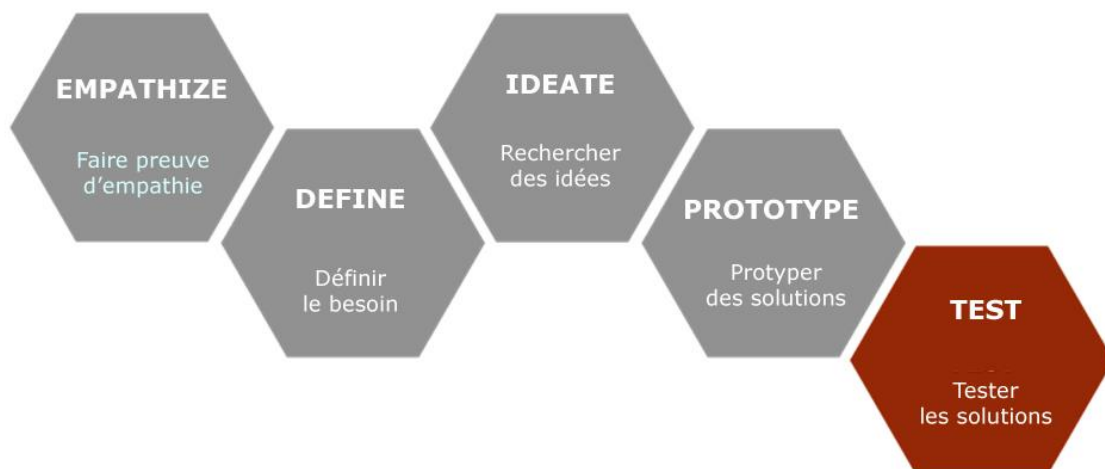 EMPATHIZE
Faire preuve
d'empathie
DEFINE
Définir
le besoin
IDEATE
Rechercher
des idées
PROTOTYPE
Protyper
des solutions
TEST
Tester
les solutions